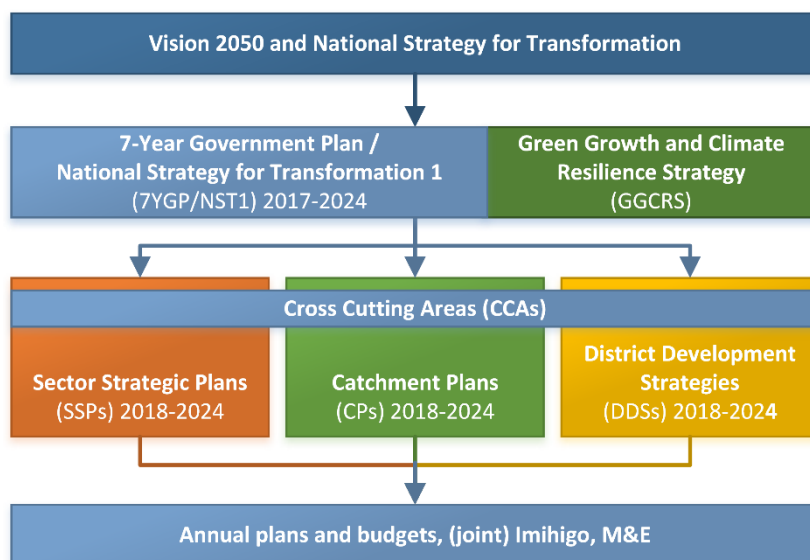 Vision 2050 and National Strategy for Transformation
7-Year Government Plan /
National Strategy for Transformation 1
(7YGP/NST1) 2017-2024
Green Growth and Climate
Resilience Strategy
(GGCRS)
Cross Cutting Areas (CCAs)
Sector Strategic Plans
(SSPs) 2018-2024
Catchment Plans
(CPs) 2018-2024
District Development
Strategies
(DDSs) 2018-2024
Annual plans and budgets, (joint) Imihigo, M&E